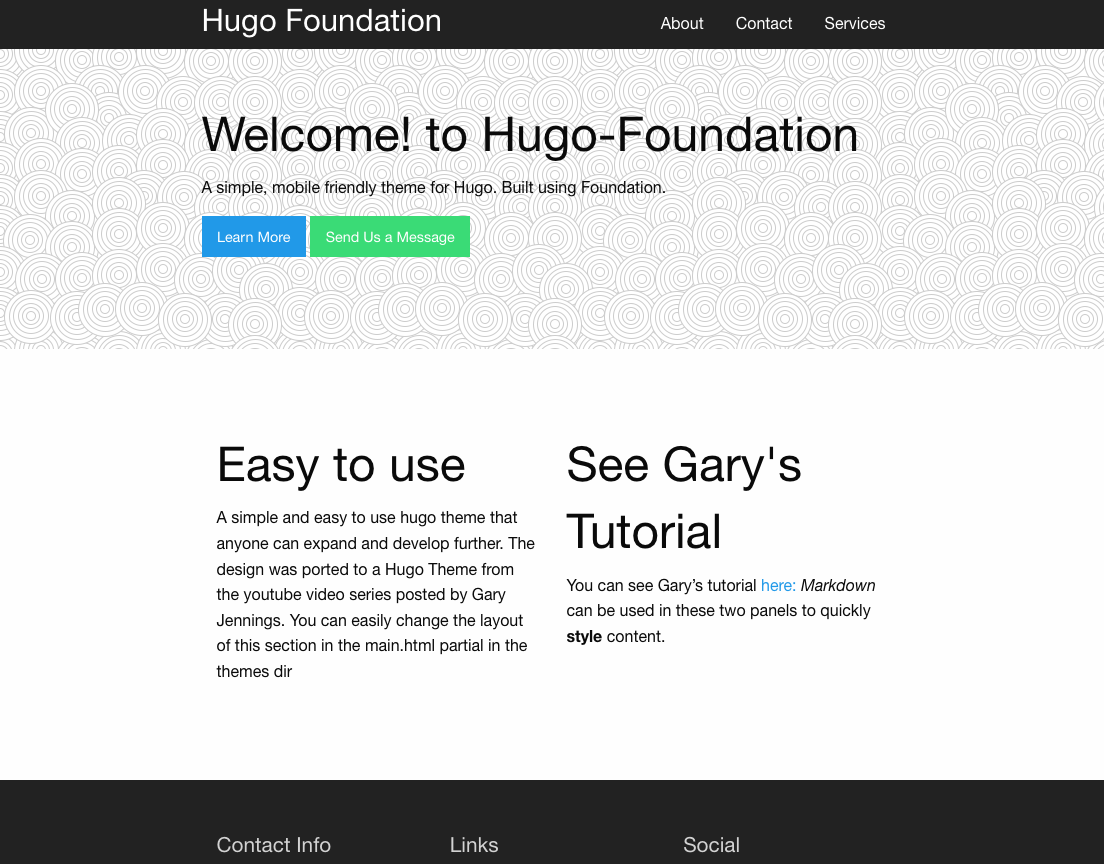 Hugo Foundation
About Contact Services
Welcome! to Hugo-Foundation
A simple, mobile friendly theme for Hugo. Built using Foundation.
Learn More Send Us a Message
Easy to use
A simple and easy to use hugo theme that
anyone can expand and develop further. The
design was ported to a Hugo Theme from
the youtube video series posted by Gary
Jennings. You can easily change the layout
of this section in the main.html partial in the
themes dir
See Gary's
Tutorial
You can see Gary’s tutorial here: Markdown
can be used in these two panels to quickly
style content.
Contact Info
Links
Social